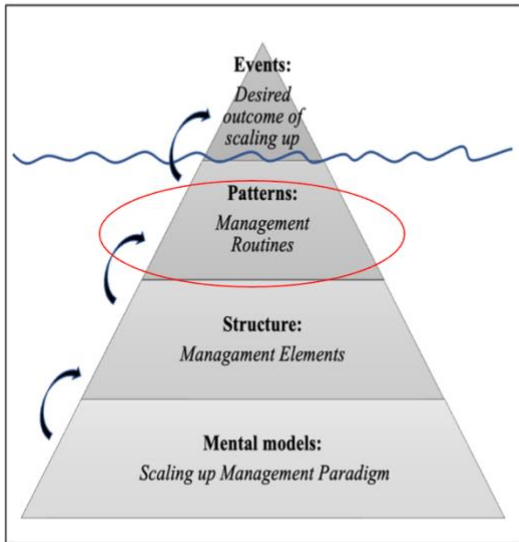 Events:
Desired
outcome of
scaling up
Patterns:
Management
Routines
Structure:
Managament Elements
Mental models:
Scaling up Management Paradigm